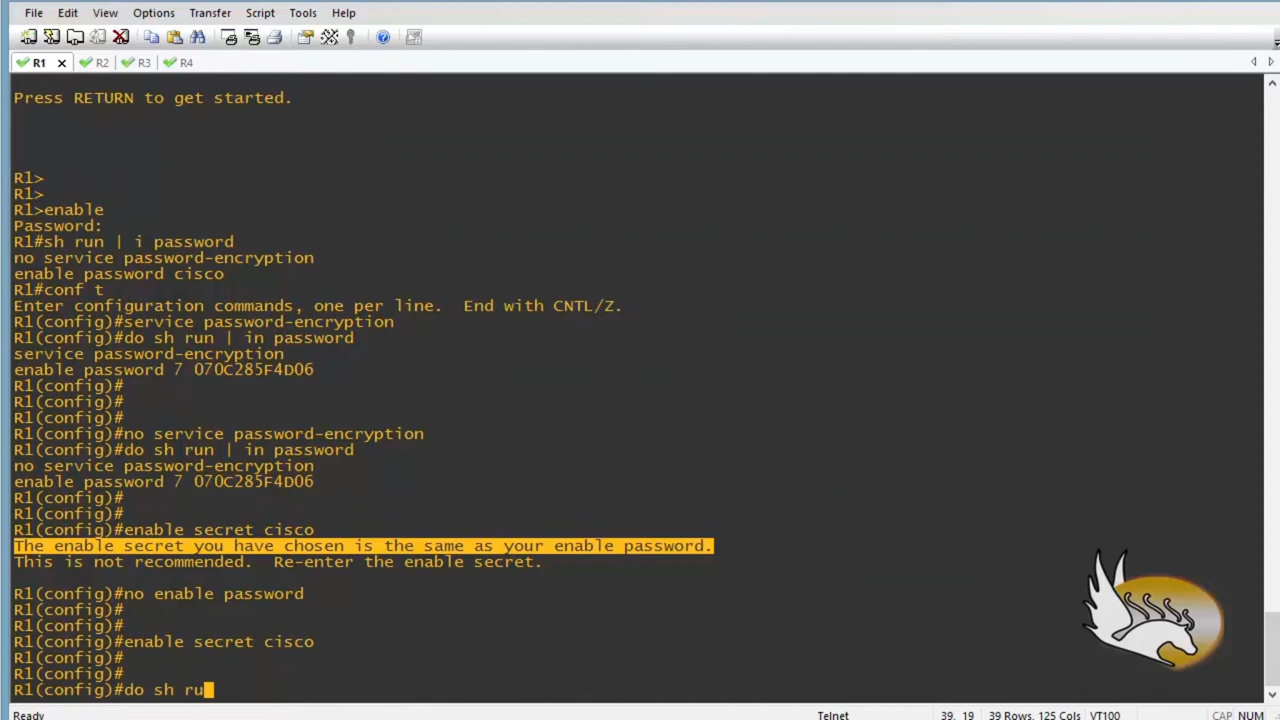 File Edit View Options Transfer Script Tools Help
R1 x R2 R3 R4
Press RETURN to get started.
R1>
R1>
R1>enable
Password:
R1#sh run | i password
no service password-encryption
enable password cisco
R1#conf t
Enter configuration commands, one per line.  End with CNTL/Z.
R1(config)#service password-encryption
R1(config)#do sh run | in password
service password-encryption
enable password 7 070C285F4D06
R1(config)#
R1(config)#
R1(config)#
R1(config)#no service password-encryption
R1(config)#do sh run | in password
no service password-encryption
enable password 7 070C285F4D06
R1(config)#
R1(config)#
R1(config)#enable secret cisco
The enable secret you have chosen is the same as your enable password.
This is not recommended.  Re-enter the enable secret.
R1(config)#no enable password
R1(config)#
R1(config)#
R1(config)#enable secret cisco
R1(config)#
R1(config)#
R1(config)#do sh ru
Ready Telnet 39, 19 39 Rows, 125 Cols VT100 CAP NUM